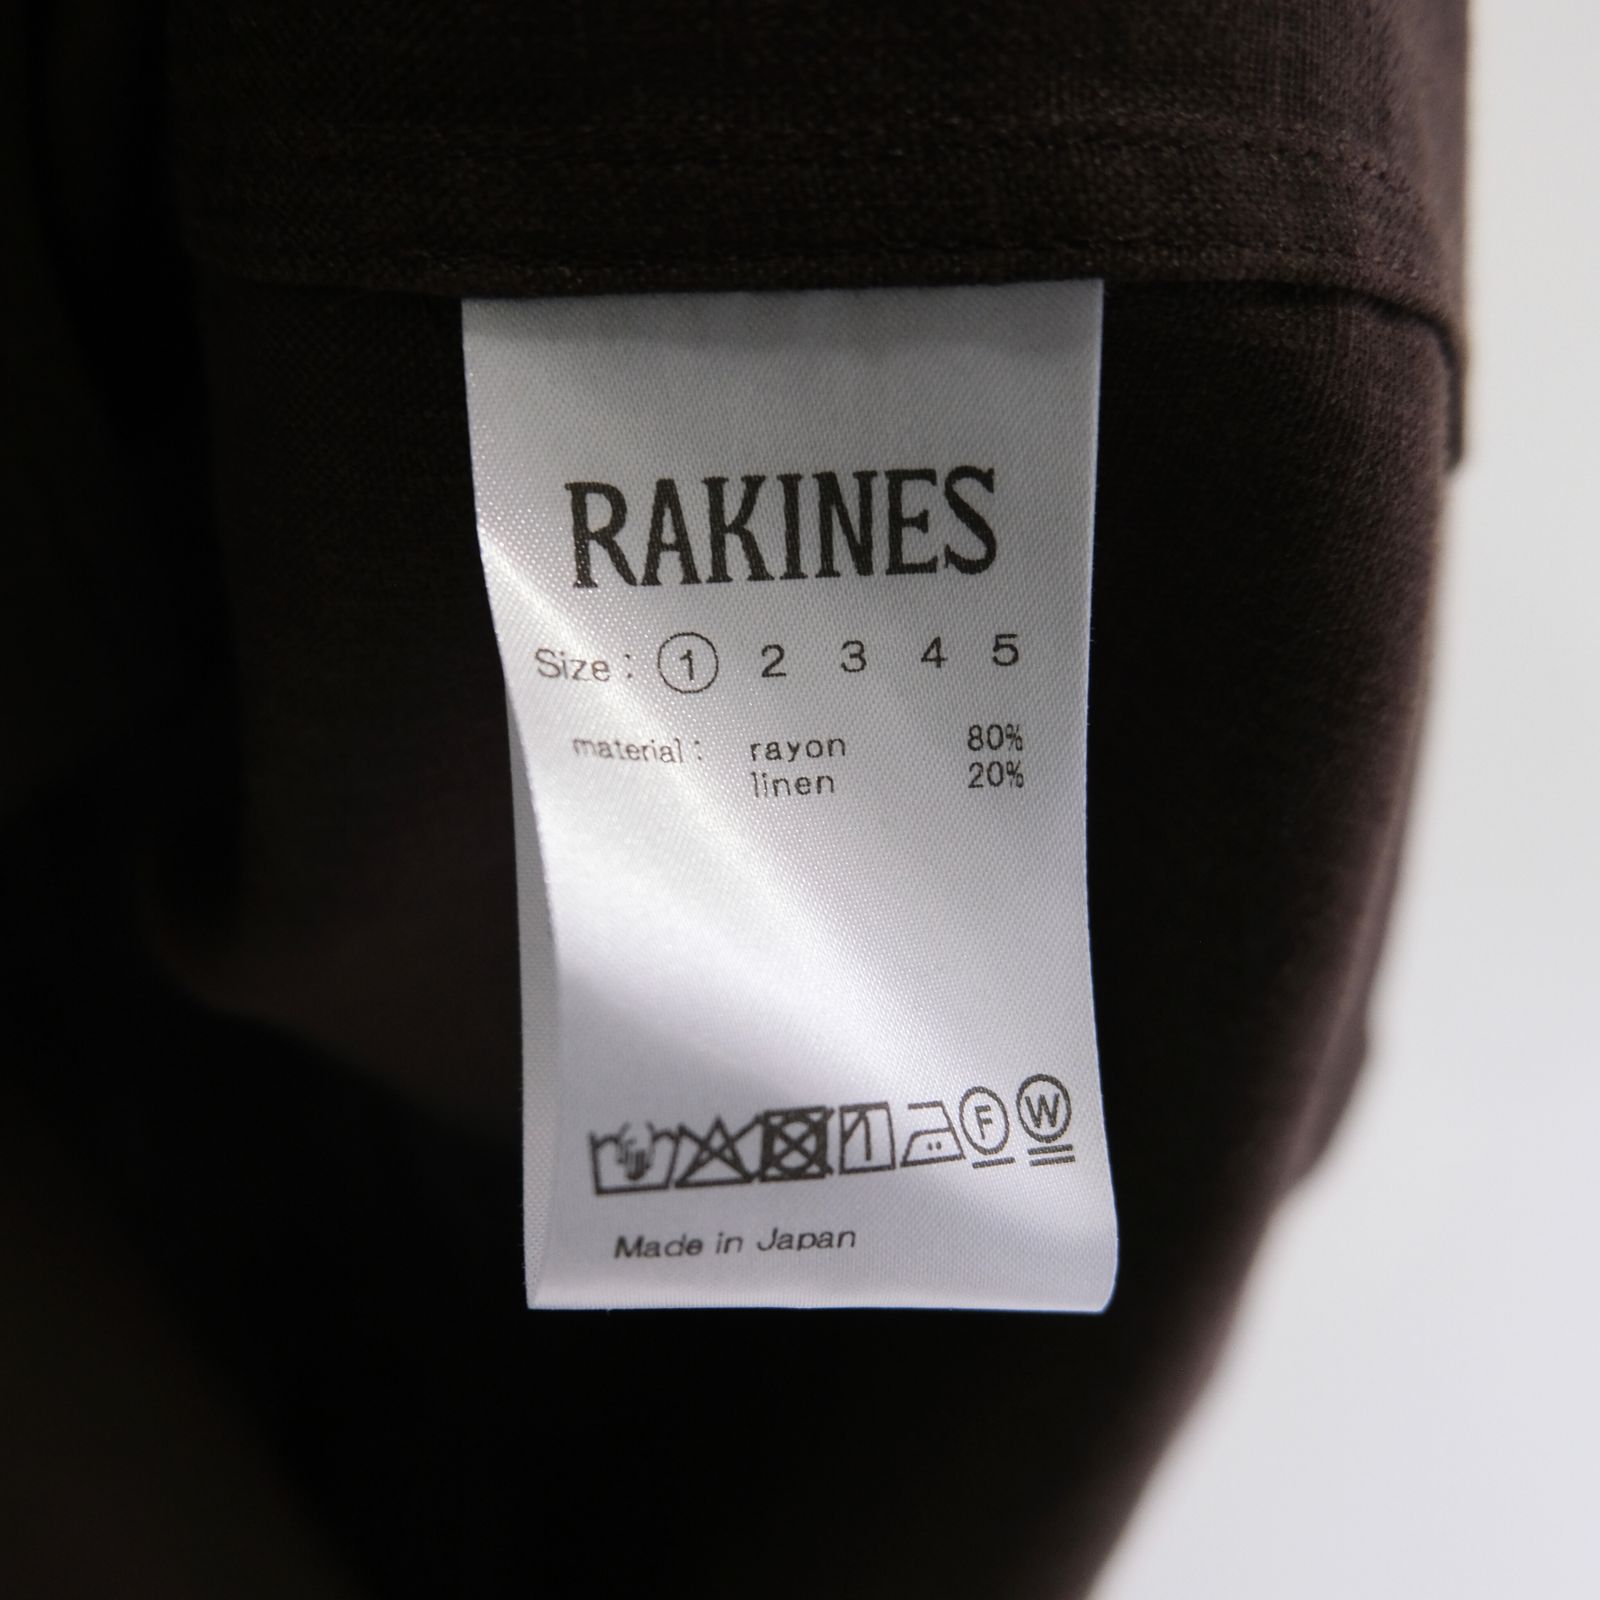 RAKINES
Size : 1 2 3 4 5
material : rayon 80%
linen 20%
F W
Made in Japan